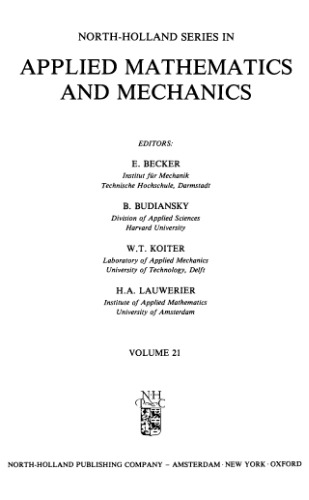 NORTH-HOLLAND SERIES IN
APPLIED MATHEMATICS
AND MECHANICS
EDITORS:
E. BECKER
Institut für Mechanik
Technische Hochschule, Darmstadt
B. BUDIANSKY
Division of Applied Sciences
Harvard University
W.T. KOITER
Laboratory of Applied Mechanics
University of Technology, Delft
H.A. LAUWERIER
Institute of Applied Mathematics
University of Amsterdam
VOLUME 21
NH
PC
NORTH-HOLLAND PUBLISHING COMPANY – AMSTERDAM · NEW YORK · OXFORD